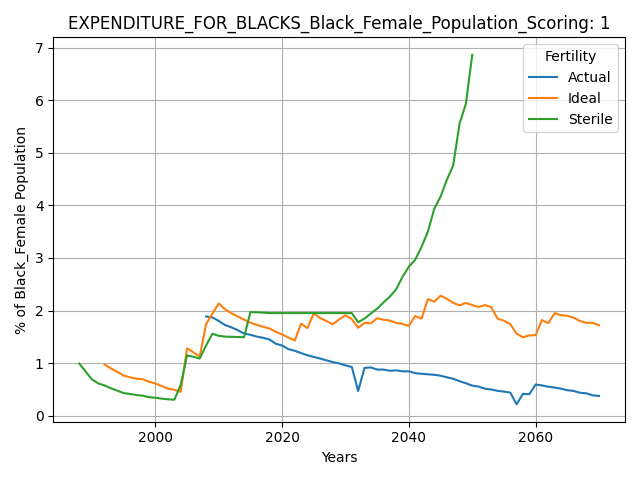 EXPENDITURE_FOR_BLACKS_Black_Female_Population_Scoring: 1
Fertility
Actual
Ideal
Sterile
% of Black_Female Population
7
6
5
4
3
2
1
0
2000
2020
2040
2060
Years